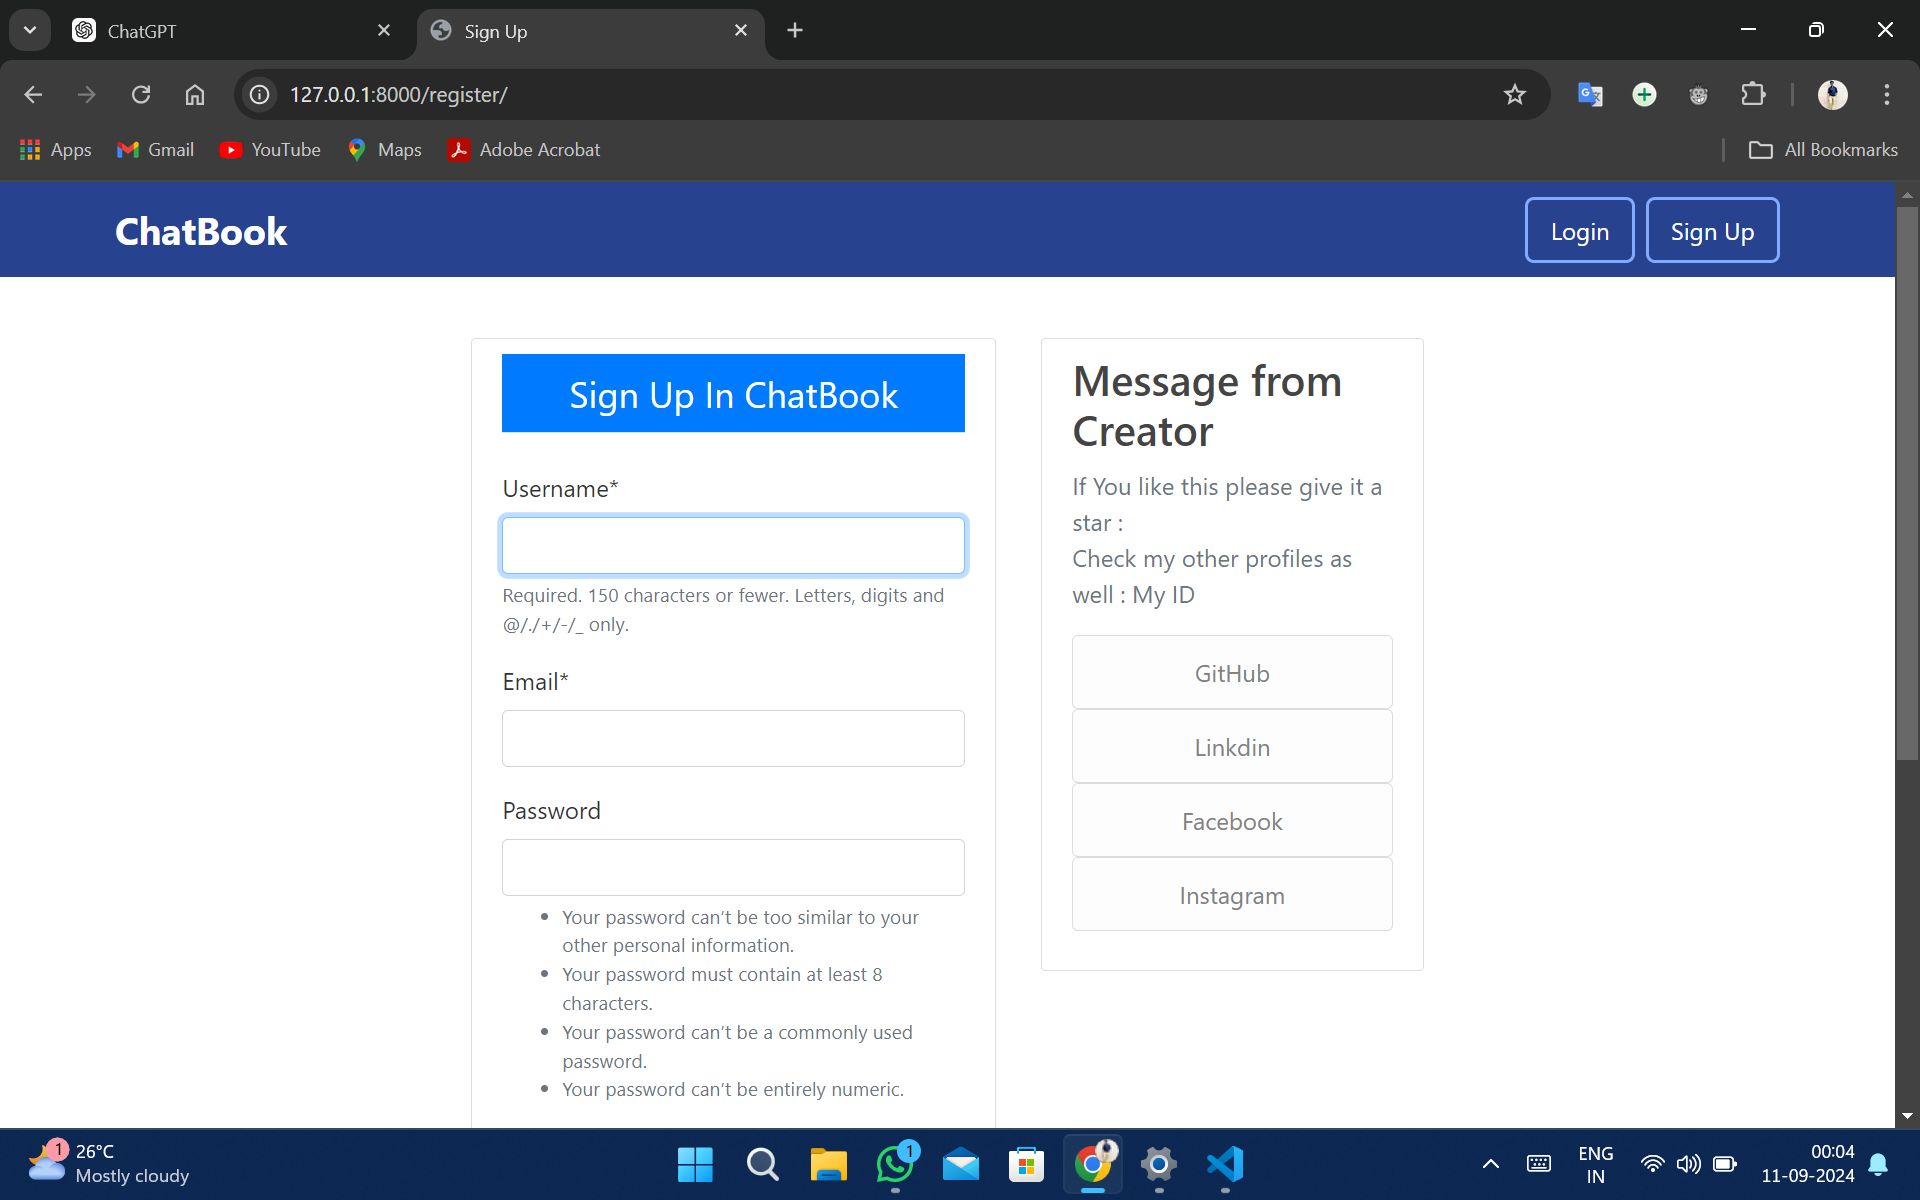 ChatGPT
Sign Up
127.0.0.1:8000/register/
Apps
Gmail
YouTube
Maps
Adobe Acrobat
All Bookmarks
ChatBook
Login
Sign Up
Sign Up In ChatBook
Username*
Required. 150 characters or fewer. Letters, digits and
@/./+/-/_ only.
Email*
Password
• Your password can’t be too similar to your
other personal information.
• Your password must contain at least 8
characters.
• Your password can’t be a commonly used
password.
• Your password can’t be entirely numeric.
Message from
Creator
If You like this please give it a
star :
Check my other profiles as
well : My ID
GitHub
Linkdin
Facebook
Instagram
1
26°C
Mostly cloudy
1
ENG
IN
00:04
11-09-2024